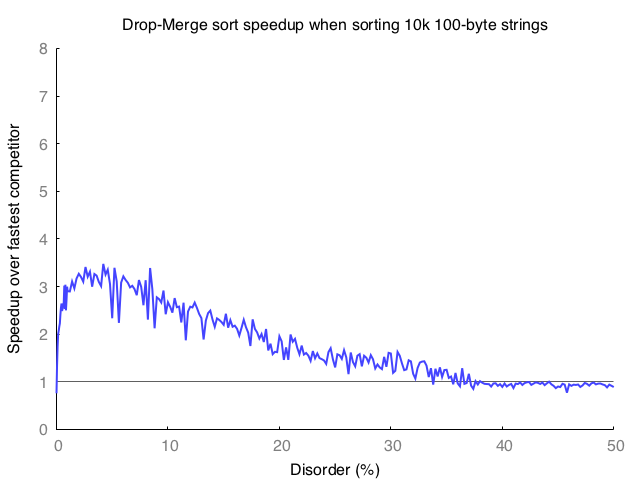 Drop-Merge sort speedup when sorting 10k 100-byte strings
Speedup over fastest competitor
8
7
6
5
4
3
2
1
0
0 10 20 30 40 50
Disorder (%)